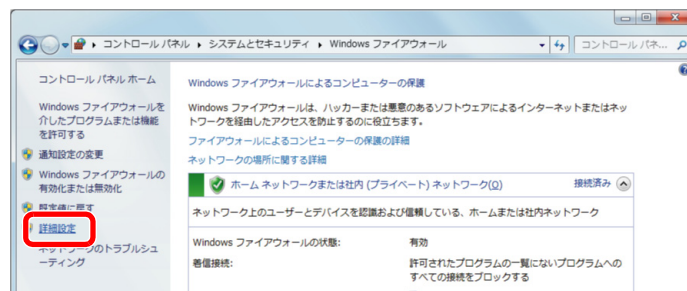 コントロール パネル ▸ システムとセキュリティ ▸ Windows ファイアウォール
コントロール パネ...
コントロール パネル ホーム
Windows ファイアウォールを
介したプログラムまたは機能
を許可する
通知設定の変更
Windows ファイアウォールの
有効化または無効化
既定値に戻す
詳細設定
ネットワークのトラブルシュ
ーティング
Windows ファイアウォールによるコンピューターの保護
Windows ファイアウォールは、ハッカーまたは悪意のあるソフトウェアによるインターネットまたはネッ
トワークを経由したアクセスを防止するのに役立ちます。
ファイアウォールによるコンピューターの保護の詳細
ネットワークの場所に関する詳細
ホーム ネットワークまたは社内 (プライベート) ネットワーク(O)
接続済み
ネットワーク上のユーザーとデバイスを認識および信頼している、ホームまたは社内ネットワーク
Windows ファイアウォールの状態:
有効
着信接続:
許可されたプログラムの一覧にないプログラムへの
すべての接続をブロックする